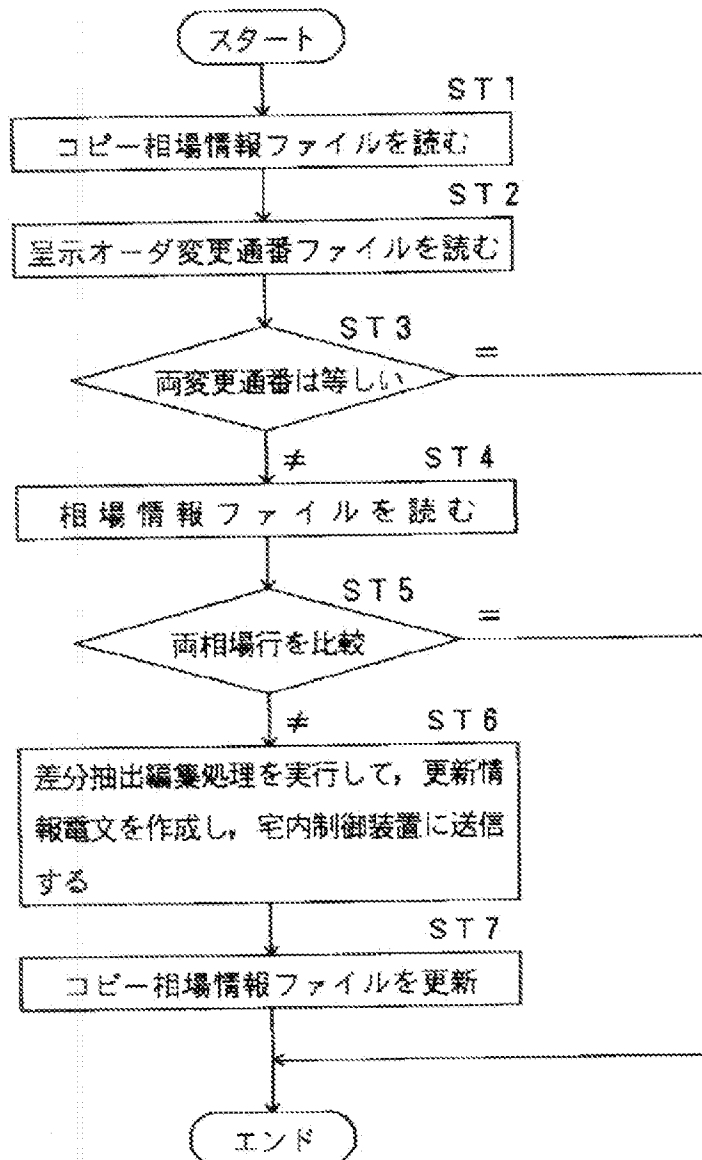 スタート
ST1
コピー相場情報ファイルを読む
ST2
呈示オーダ変更通番ファイルを読む
ST3
=
両変更通番は等しい
≠
ST4
相場情報ファイルを読む
ST5
=
両相場行を比較
≠
ST6
差分抽出編集処理を実行して,更新情
報電文を作成し,宅内制御装置に送信
する
ST7
コピー相場情報ファイルを更新
エンド